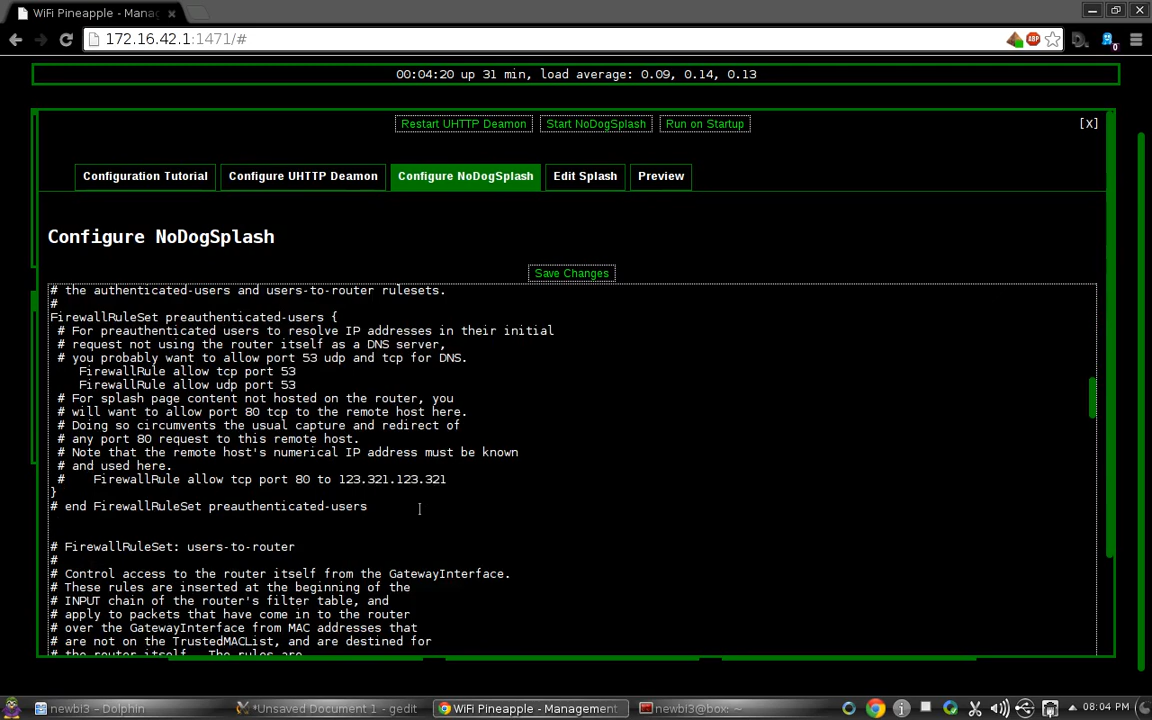 WiFi Pineapple - Manag
172.16.42.1:1471/#
ABP
0
00:04:20 up 31 min, load average: 0.09, 0.14, 0.13
Restart UHTTP Deamon
Start NoDogSplash
Run on Startup
[X]
Configuration Tutorial
Configure UHTTP Deamon
Configure NoDogSplash
Edit Splash
Preview
Configure NoDogSplash
Save Changes
# the authenticated-users and users-to-router rulesets.
#
FirewallRuleSet preauthenticated-users {
# For preauthenticated users to resolve IP addresses in their initial
# request not using the router itself as a DNS server,
# you probably want to allow port 53 udp and tcp for DNS.
FirewallRule allow tcp port 53
FirewallRule allow udp port 53
# For splash page content not hosted on the router, you
# will want to allow port 80 tcp to the remote host here.
# Doing so circumvents the usual capture and redirect of
# any port 80 request to this remote host.
# Note that the remote host's numerical IP address must be known
# and used here.
#    FirewallRule allow tcp port 80 to 123.321.123.321
}
# end FirewallRuleSet preauthenticated-users
# FirewallRuleSet: users-to-router
#
# Control access to the router itself from the GatewayInterface.
# These rules are inserted at the beginning of the
# INPUT chain of the router's filter table, and
# apply to packets that have come in to the router
# over the GatewayInterface from MAC addresses that
# are not on the TrustedMACList, and are destined for
# the router itself.  The rules are
newbi3 – Dolphin
*Unsaved Document 1 - gedit
WiFi Pineapple - Management
newbi3@box: ~
08:04 PM